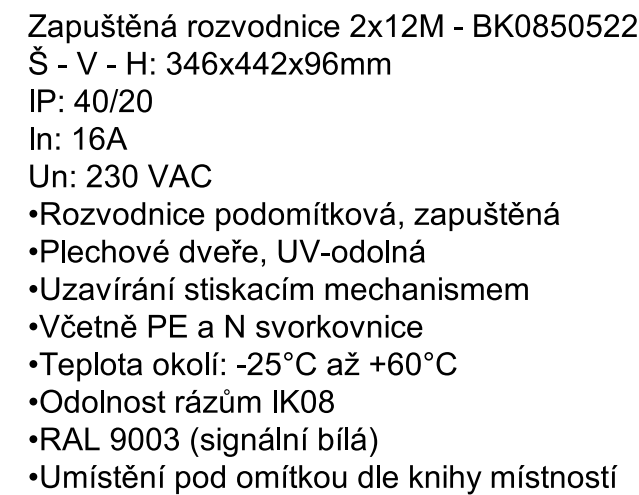 Zapuštěná rozvodnice 2x12M - BK0850522
Š - V - H: 346x442x96mm
IP: 40/20
In: 16A
Un: 230 VAC
•Rozvodnice podomítková, zapuštěná
•Plechové dveře, UV-odolná
•Uzavírání stiskacím mechanismem
•Včetně PE a N svorkovnice
•Teplota okolí: -25°C až +60°C
•Odolnost rázům IK08
•RAL 9003 (signální bílá)
•Umístění pod omítkou dle knihy místností